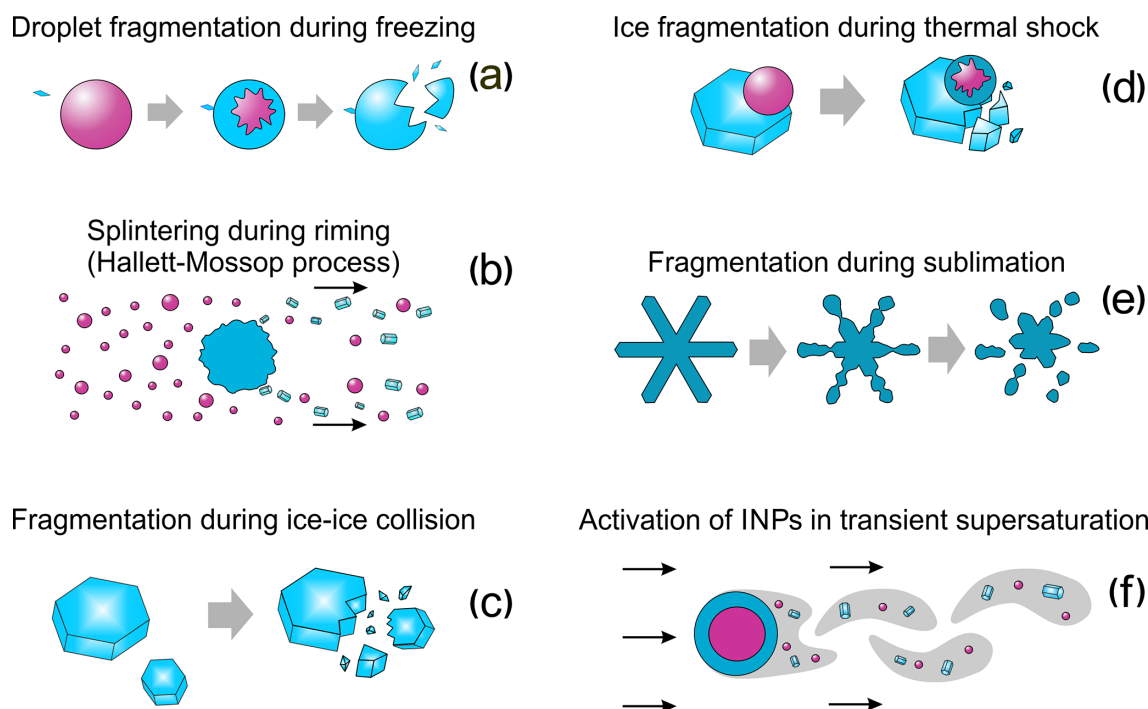 Droplet fragmentation during freezing
(a)
Splintering during riming
(Hallett-Mossop process)
(b)
Fragmentation during ice-ice collision
(c)
Ice fragmentation during thermal shock
(d)
Fragmentation during sublimation
(e)
Activation of INPs in transient supersaturation
(f)